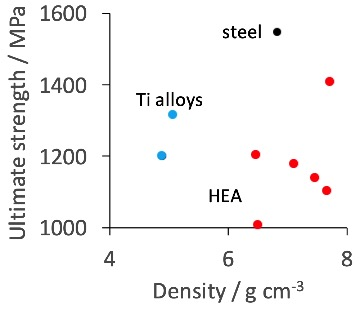 1600
steel
1400
Ti alloys
1200
HEA
1000
4
6
8
Ultimate strength / MPa
Density / g cm⁻³